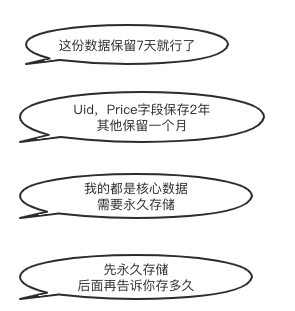 这份数据保留7天就行了
Uid，Price字段保存2年
其他保留一个月
我的都是核心数据
需要永久存储
先永久存储
后面再告诉你存多久